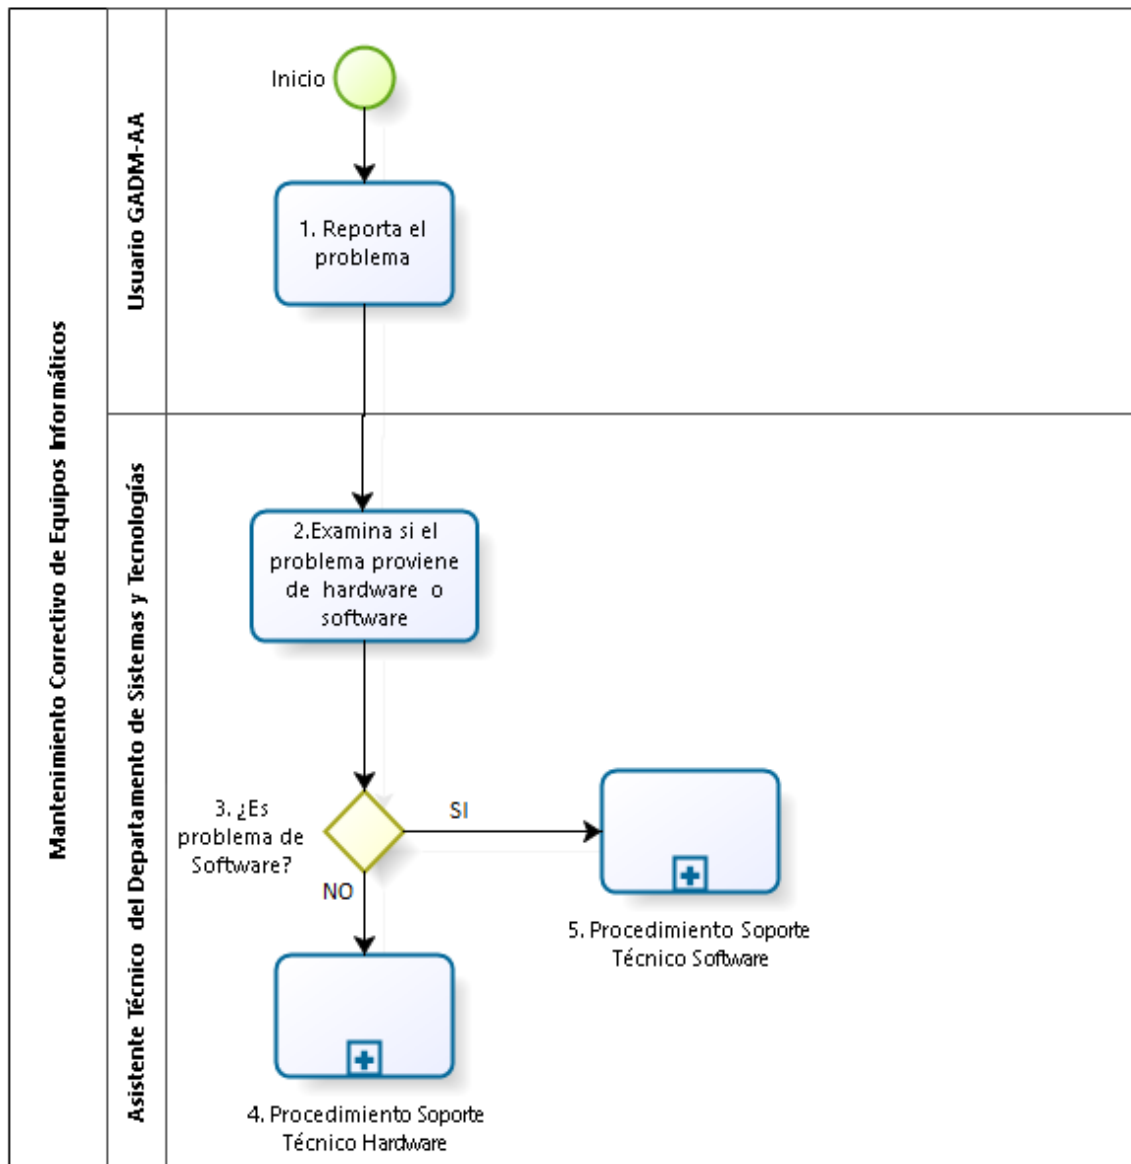 Mantenimiento Correctivo de Equipos Informáticos
Usuario GADM-AA
Inicio
1. Reporta el
problema
Asistente Técnico del Departamento de Sistemas y Tecnologías
2.Examina si el
problema proviene
de hardware o
software
3. ¿Es
problema de
Software?
SI
NO
5. Procedimiento Soporte
Técnico Software
4. Procedimiento Soporte
Técnico Hardware